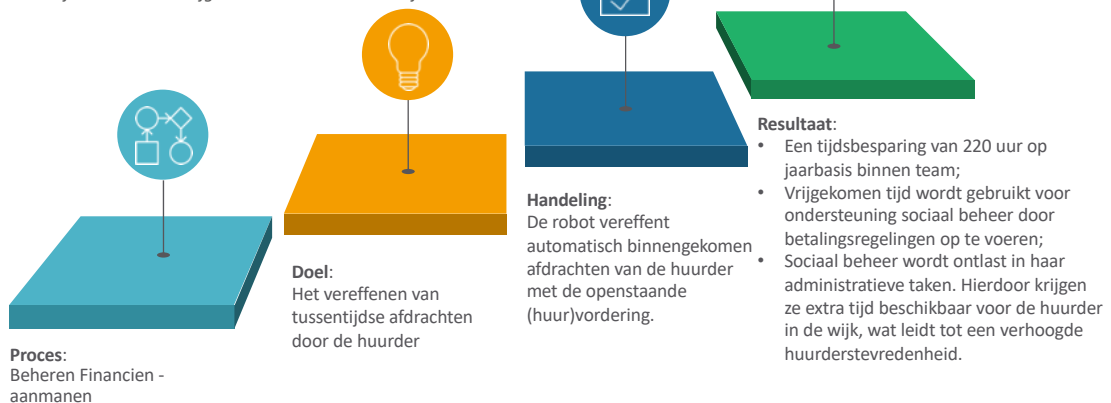 Proces:
Beheren Financien -
aanmanen
Doel:
Het vereffenen van
tussentijdse afdrachten
door de huurder
Handeling:
De robot vereffent
automatisch binnengekomen
afdrachten van de huurder
met de openstaande
(huur)vordering.
Resultaat:
• Een tijdsbesparing van 220 uur op
jaarbasis binnen team;
• Vrijgekomen tijd wordt gebruikt voor
ondersteuning sociaal beheer door
betalingsregelingen op te voeren;
• Sociaal beheer wordt ontlast in haar
administratieve taken. Hierdoor krijgen
ze extra tijd beschikbaar voor de huurder
in de wijk, wat leidt tot een verhoogde
huurderstevredenheid.